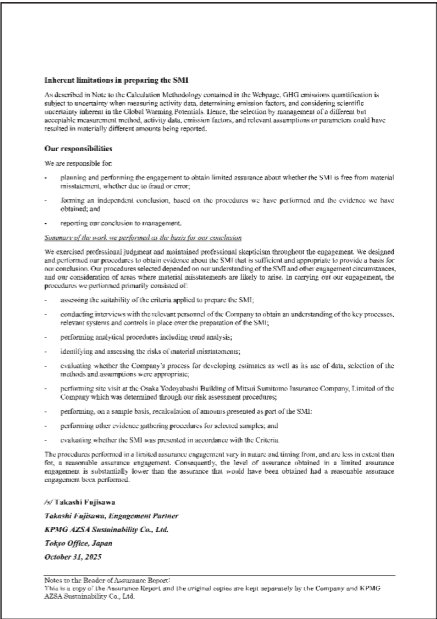 Inherent limitations in preparing the SMI
As described in Note to the Calculation Methodology contained in the Webpage, GHG emissions quantification is
subject to uncertainty when measuring activity data, determining emission factors, and considering scientific
uncertainty inherent in the Global Warming Potentials. Hence, the selection by management of a different but
acceptable measurement method, activity data, emission factors, and relevant assumptions or parameters could have
resulted in materially different amounts being reported.
Our responsibilities
We are responsible for:
- planning and performing the engagement to obtain limited assurance about whether the SMI is free from material
misstatement, whether due to fraud or error;
- forming an independent conclusion, based on the procedures we have performed and the evidence we have
obtained; and
- reporting our conclusion to management.
Summary of the work we performed as the basis for our conclusion
We exercised professional judgment and maintained professional skepticism throughout the engagement. We designed
and performed our procedures to obtain evidence about the SMI that is sufficient and appropriate to provide a basis for
our conclusion. Our procedures selected depended on our understanding of the SMI and other engagement circumstances,
and our consideration of areas where material misstatements are likely to arise. In carrying out our engagement, the
procedures we performed primarily consisted of:
- assessing the suitability of the criteria applied to prepare the SMI;
- conducting interviews with the relevant personnel of the Company to obtain an understanding of the key processes,
relevant systems and controls in place over the preparation of the SMI;
- performing analytical procedures including trend analysis;
- identifying and assessing the risks of material misstatements;
- evaluating whether the Company's process for developing estimates as well as its use of data, selection of the
methods and assumptions were appropriate;
- performing site visit at the Osaka Yodoyabashi Building of Mitsui Sumitomo Insurance Company, Limited of the
Company which was determined through our risk assessment procedures;
- performing, on a sample basis, recalculation of amounts presented as part of the SMI:
- performing other evidence gathering procedures for selected samples; and
- evaluating whether the SMI was presented in accordance with the Criteria.
The procedures performed in a limited assurance engagement vary in nature and timing from, and are less in extent than
for, a reasonable assurance engagement. Consequently, the level of assurance obtained in a limited assurance
engagement is substantially lower than the assurance that would have been obtained had a reasonable assurance
engagement been performed.
/s/ Takashi Fujisawa
Takashi Fujisawa, Engagement Partner
KPMG AZSA Sustainability Co., Ltd.
Tokyo Office, Japan
October 31, 2025
Notes to the Reader of Assurance Report:
This is a copy of the Assurance Report and the original copies are kept separately by the Company and KPMG
AZSA Sustainability Co., Ltd.